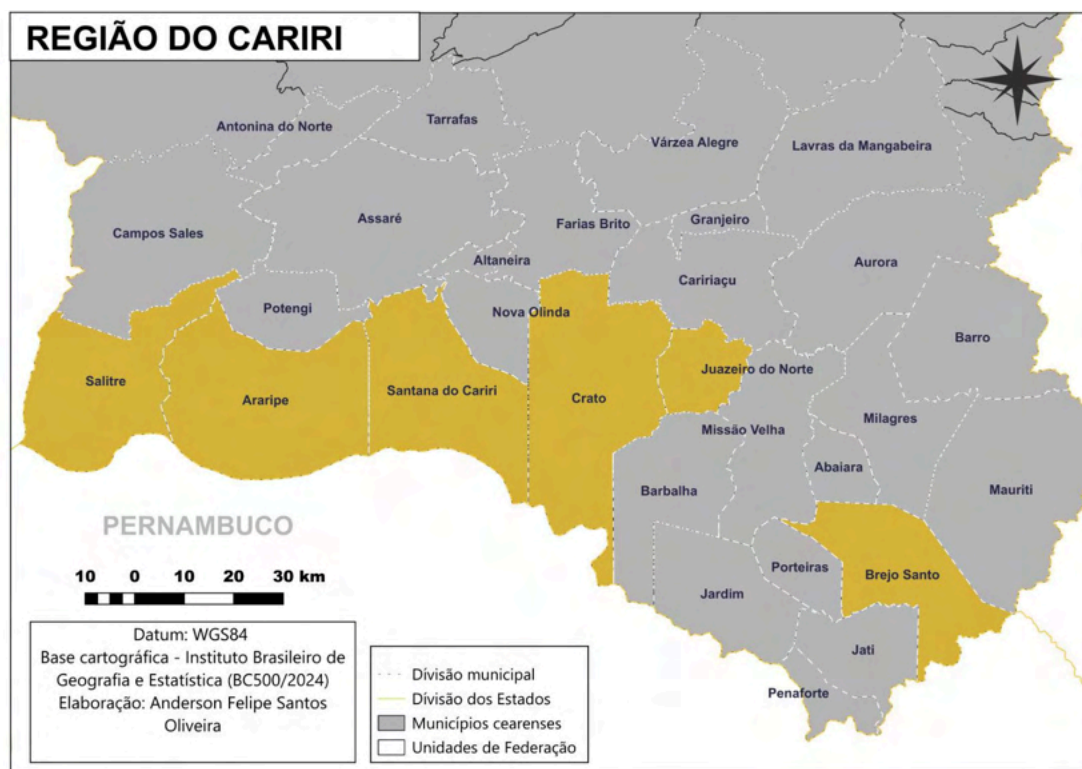 REGIÃO DO CARIRI
Antonina do Norte
Tarrafas
Várzea Alegre
Lavras da Mangabeira
Campos Sales
Assaré
Farias Brito
Granjeiro
Altaneira
Caririaçu
Aurora
Potengi
Nova Olinda
Barro
Salitre
Araripe
Santana do Cariri
Crato
Juazeiro do Norte
Missão Velha
Milagres
Abaiara
Barbalha
Mauriti
Porteiras
Brejo Santo
Jardim
Jati
Penaforte
PERNAMBUCO
10 0 10 20 30 km
Datum: WGS84
Base cartográfica - Instituto Brasileiro de
Geografia e Estatística (BC500/2024)
Elaboração: Anderson Felipe Santos
Oliveira
Divisão municipal
Divisão dos Estados
Municípios cearenses
Unidades de Federação